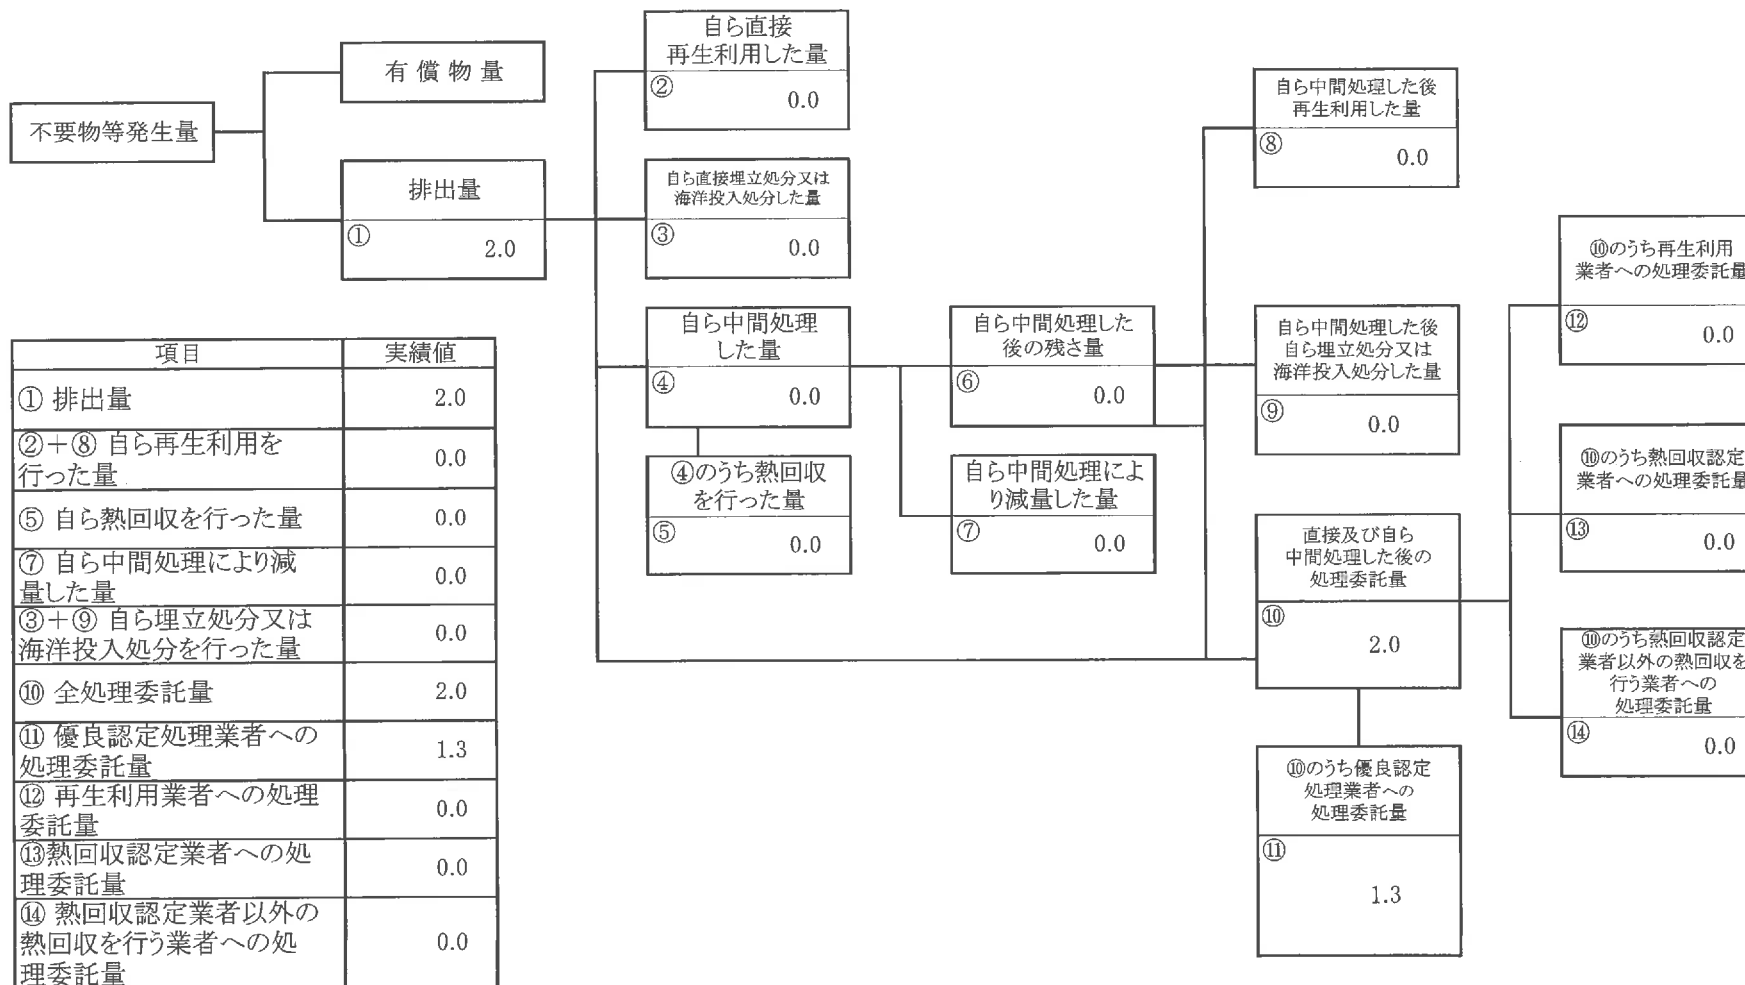 不要物等発生量
有償物量
排出量
①
2.0
自ら直接
再生利用した量
②
0.0
自ら直接埋立処分又は
海洋投入処分した量
③
0.0
自ら中間処理
した量
④
0.0
④のうち熱回収
を行った量
⑤
0.0
自ら中間処理した
後の残さ量
⑥
0.0
自ら中間処理によ
り減量した量
⑦
0.0
自ら中間処理した後
再生利用した量
⑧
0.0
自ら中間処理した後
自ら埋立処分又は
海洋投入処分した量
⑨
0.0
直接及び自ら
中間処理した後の
処理委託量
⑩
2.0
⑩のうち優良認定
処理業者への
処理委託量
⑪
1.3
⑩のうち再生利用
業者への処理委託量
⑫
0.0
⑩のうち熱回収認定
業者への処理委託量
⑬
0.0
⑩のうち熱回収認定
業者以外の熱回収を
行う業者への
処理委託量
⑭
0.0
項目 実績値
① 排出量 2.0
②+⑧ 自ら再生利用を
行った量 0.0
⑤ 自ら熱回収を行った量 0.0
⑦ 自ら中間処理により減
量した量 0.0
③+⑨ 自ら埋立処分又は
海洋投入処分を行った量 0.0
⑩ 全処理委託量 2.0
⑪ 優良認定処理業者への
処理委託量 1.3
⑫ 再生利用業者への処理
委託量 0.0
⑬熱回収認定業者への処
理委託量 0.0
⑭ 熱回収認定業者以外の
熱回収を行う業者への処
理委託量 0.0